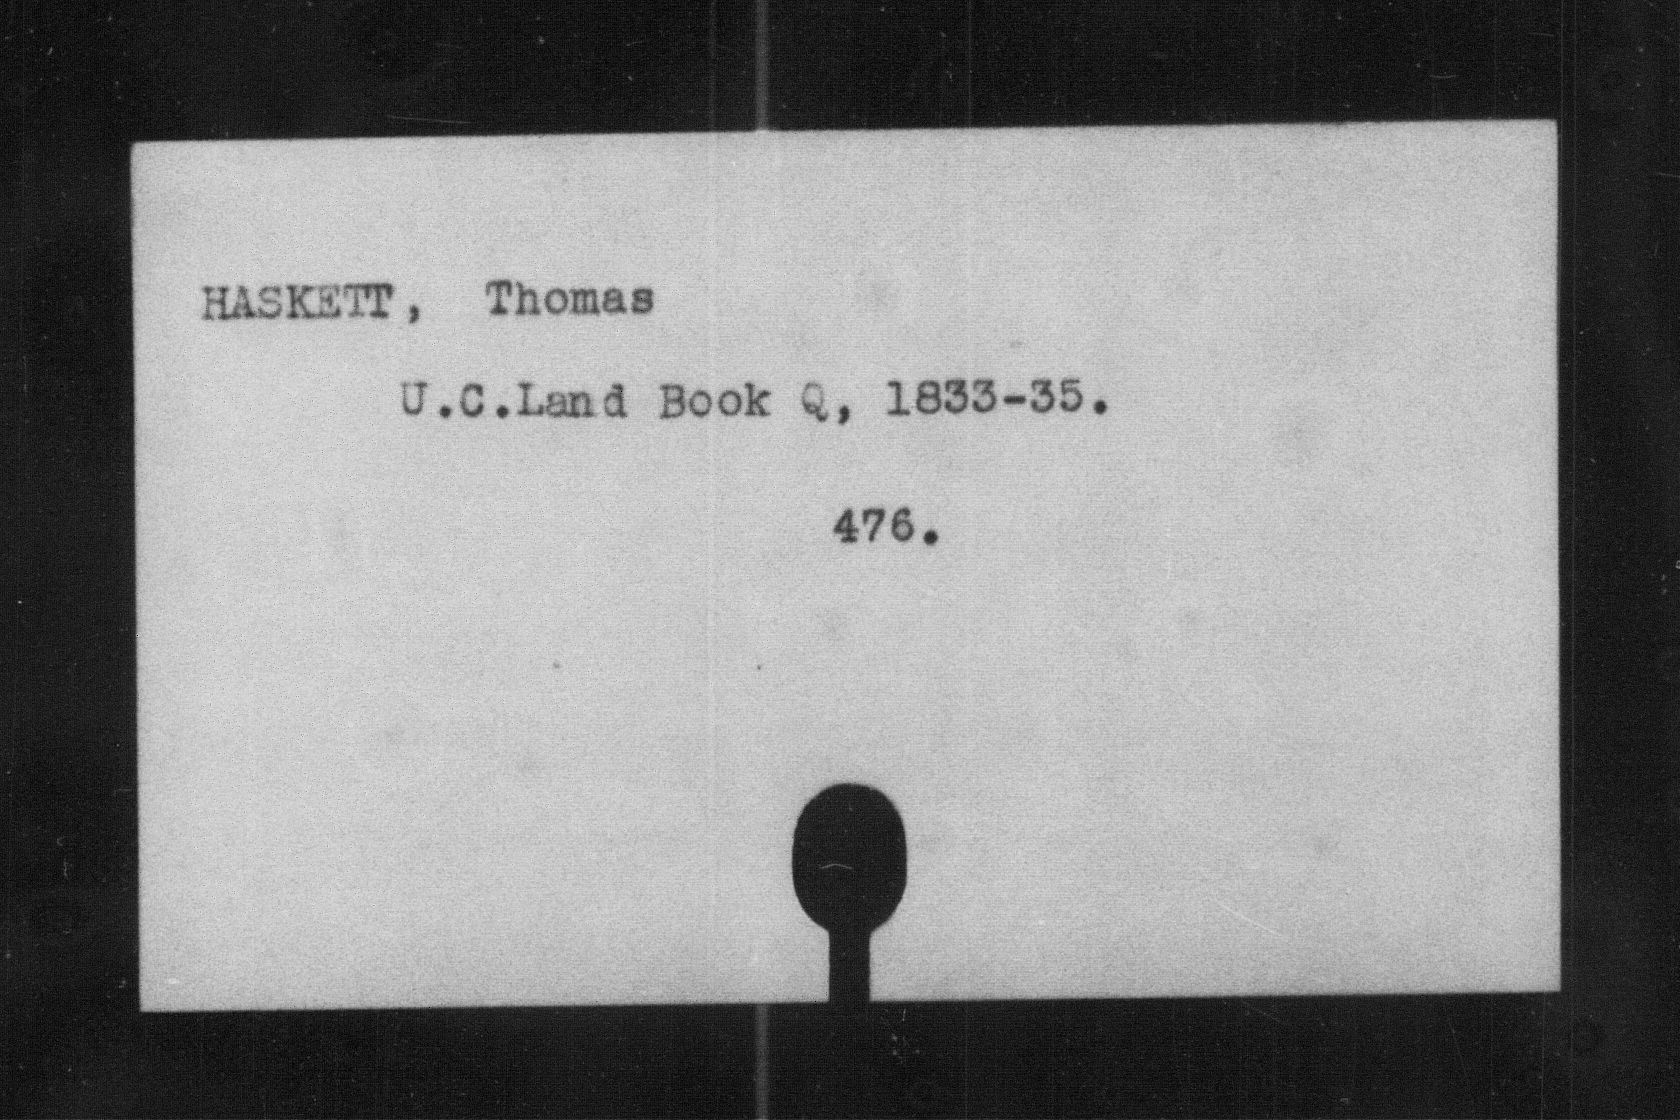 HASKETT, Thomas
U.C.Land Book Q, 1833-35.
476.